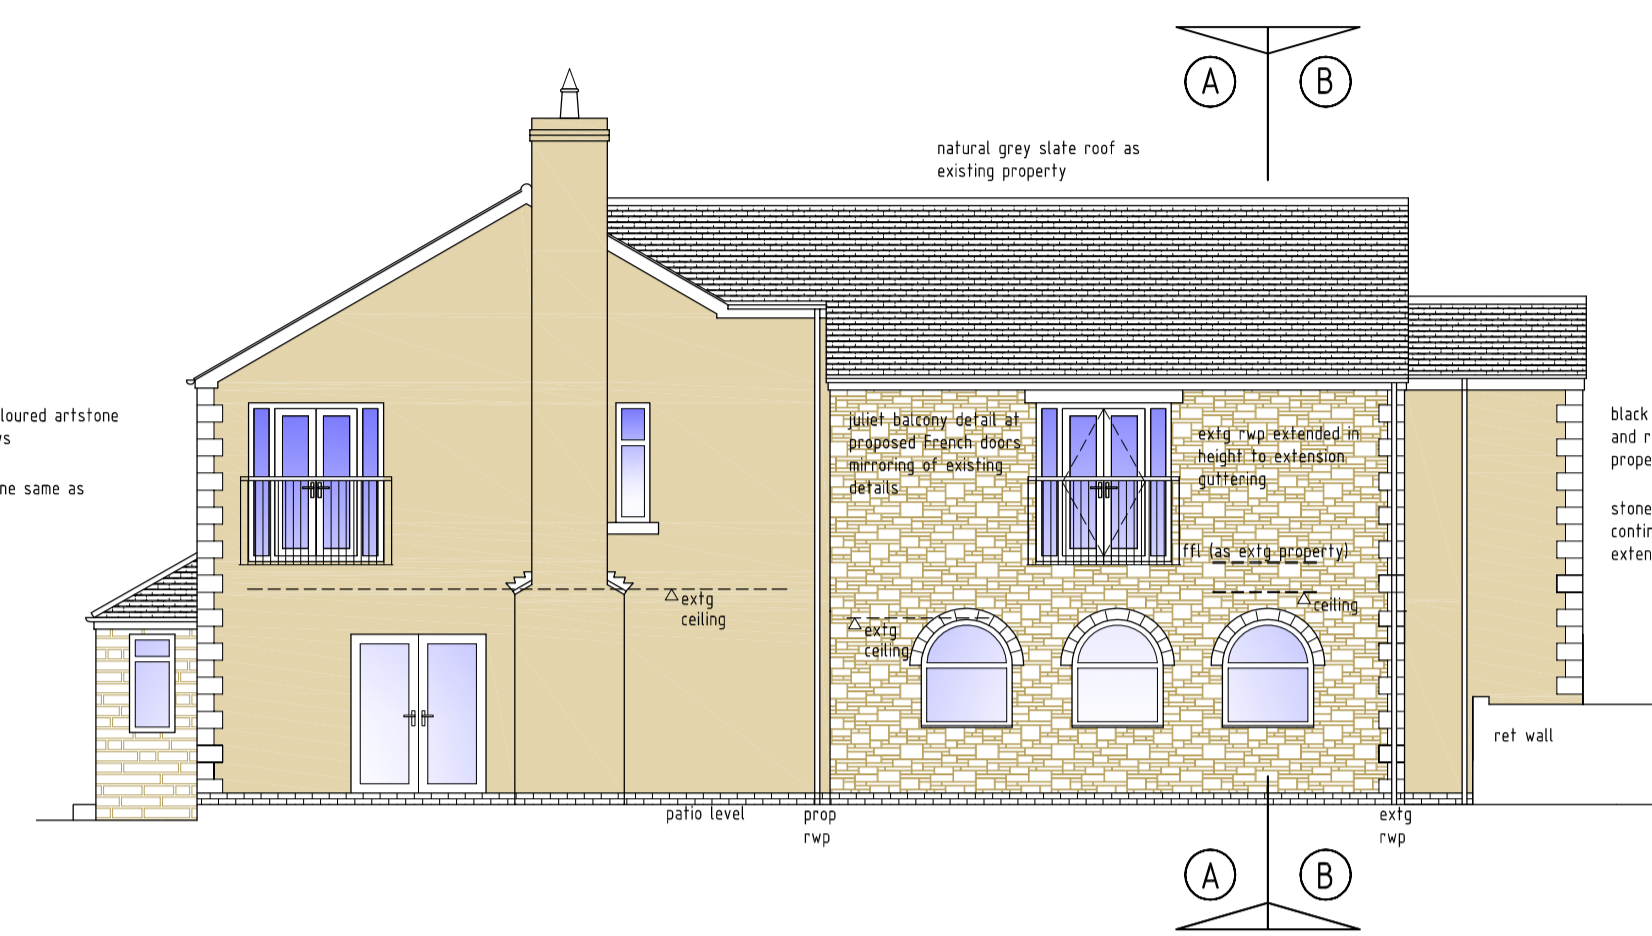 A B
natural grey slate roof as
existing property
loured artstone
ne same as
juliet balcony detail at
proposed French doors
mirroring of existing
details
extg rwp extended in
height to extension
guttering
ffl (as extg property)
ceiling
extg
ceiling
extg
ceiling
black
and r
prope
stone
contin
exten
ret wall
patio level
prop
rwp
extg
rwp
A B